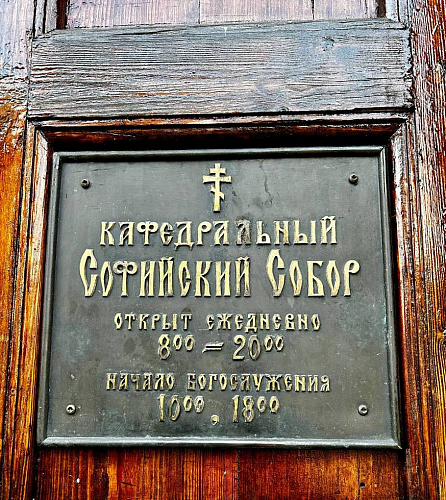 КАФЕДРАЛЬНЫЙ
СОФИЙСКИЙ СОБОР
ОТКРЫТ ЕЖЕДНЕВНО
8⁰⁰ – 20⁰⁰
НАЧАЛО БОГОСЛУЖЕНИЯ
10⁰⁰, 18⁰⁰